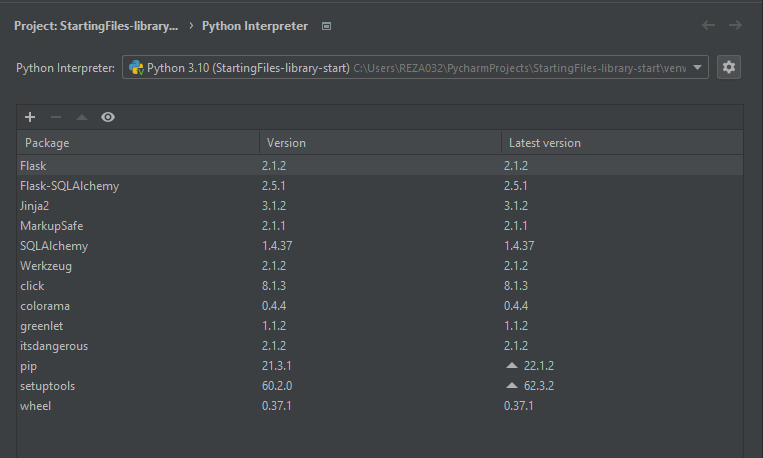 Project: StartingFiles-library... › Python Interpreter
Python Interpreter: Python 3.10 (StartingFiles-library-start) C:\Users\REZA032\PycharmProjects\StartingFiles-library-start\venv
Package Version Latest version
Flask 2.1.2 2.1.2
Flask-SQLAlchemy 2.5.1 2.5.1
Jinja2 3.1.2 3.1.2
MarkupSafe 2.1.1 2.1.1
SQLAlchemy 1.4.37 1.4.37
Werkzeug 2.1.2 2.1.2
click 8.1.3 8.1.3
colorama 0.4.4 0.4.4
greenlet 1.1.2 1.1.2
itsdangerous 2.1.2 2.1.2
pip 21.3.1 22.1.2
setuptools 60.2.0 62.3.2
wheel 0.37.1 0.37.1